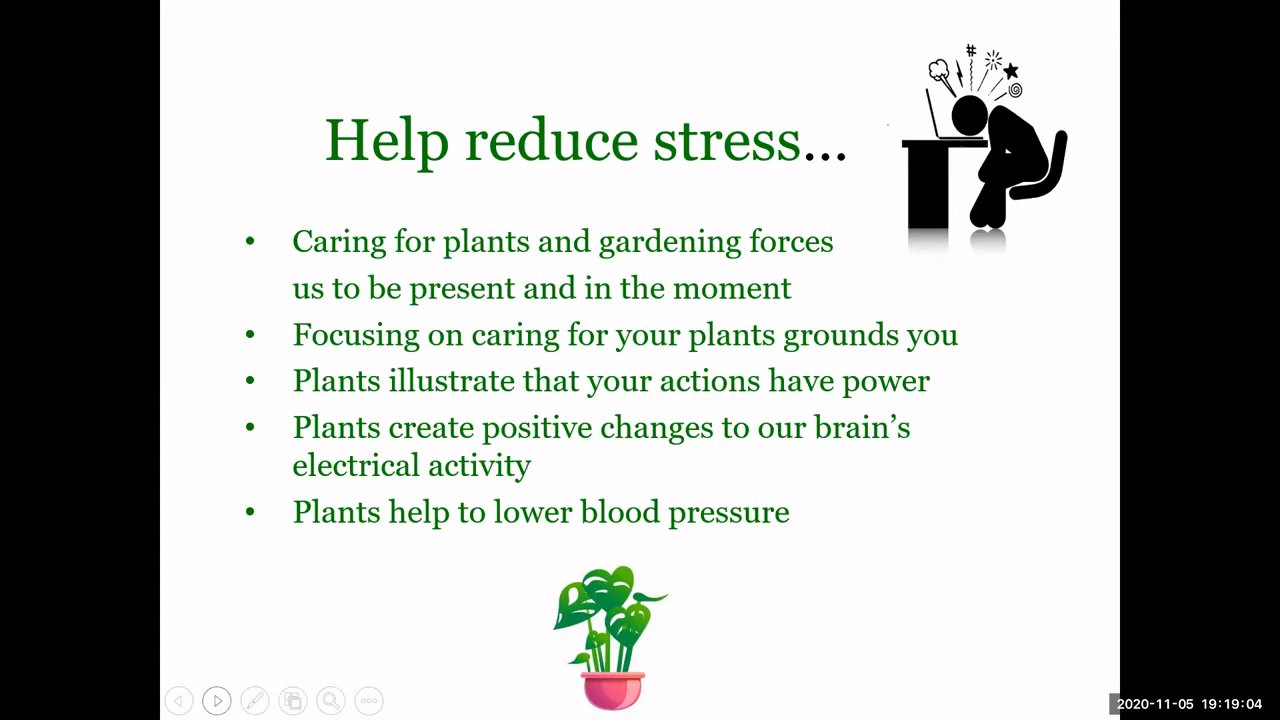 Help reduce stress...
• Caring for plants and gardening forces
us to be present and in the moment
• Focusing on caring for your plants grounds you
• Plants illustrate that your actions have power
• Plants create positive changes to our brain’s
electrical activity
• Plants help to lower blood pressure
2020-11-05 19:19:04